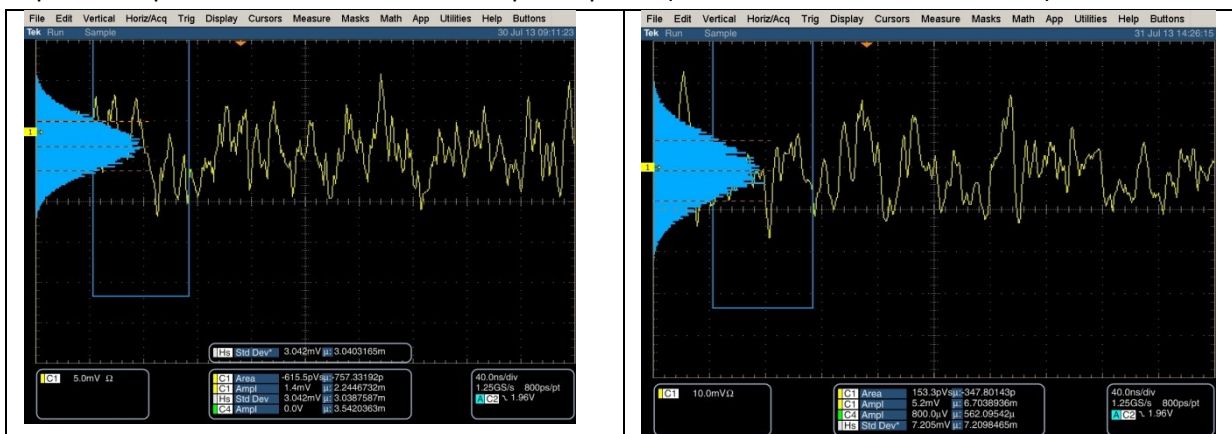 File Edit Vertical Horiz/Acq Trig Display Cursors Measure Masks Math App Utilities Help Buttons
Tek Run Sample 30 Jul 13 09:11:23
1
Hs Std Dev* 3.042mV µ: 3.0403165m
C1 5.0mV Ω
C1 Area -615.5pVs µ: -757.33192p
C1 Ampl 1.4mV µ: 2.2446732m
Hs Std Dev 3.042mV µ: 3.0387587m
C4 Ampl 0.0V µ: 3.5420363m
40.0ns/div
1.25GS/s 800ps/pt
A C2 1.96V
File Edit Vertical Horiz/Acq Trig Display Cursors Measure Masks Math App Utilities Help Buttons
Tek Run Sample 31 Jul 13 14:26:15
1
C1 10.0mV Ω
C1 Area 153.3pVs µ: -347.80143p
C1 Ampl 5.2mV µ: 6.7038936m
C4 Ampl 800.0µV µ: 562.09542µ
Hs Std Dev* 7.205mV µ: 7.2098465m
40.0ns/div
1.25GS/s 800ps/pt
A C2 1.96V